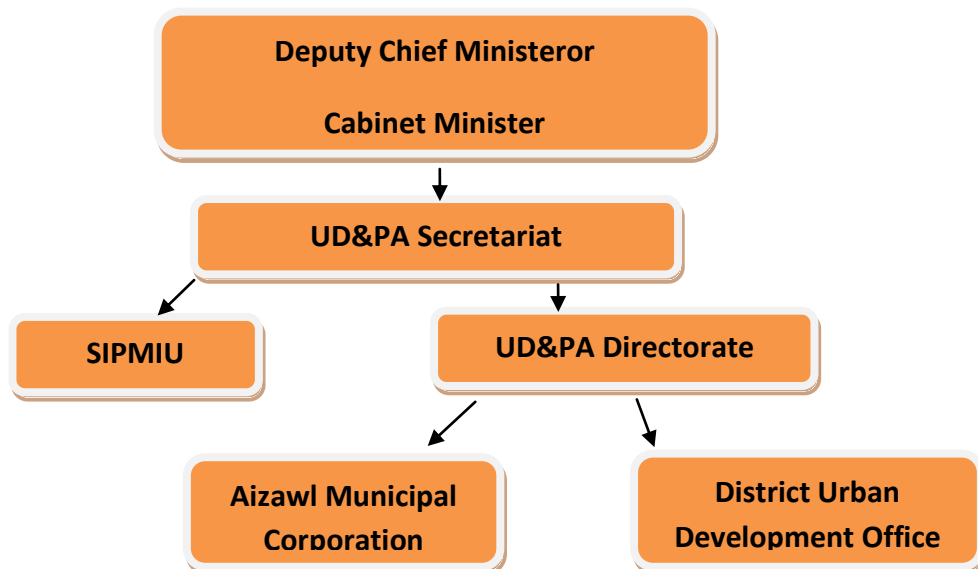 Deputy Chief Ministeror
Cabinet Minister
UD&PA Secretariat
SIPMIU
UD&PA Directorate
Aizawl Municipal
Corporation
District Urban
Development Office